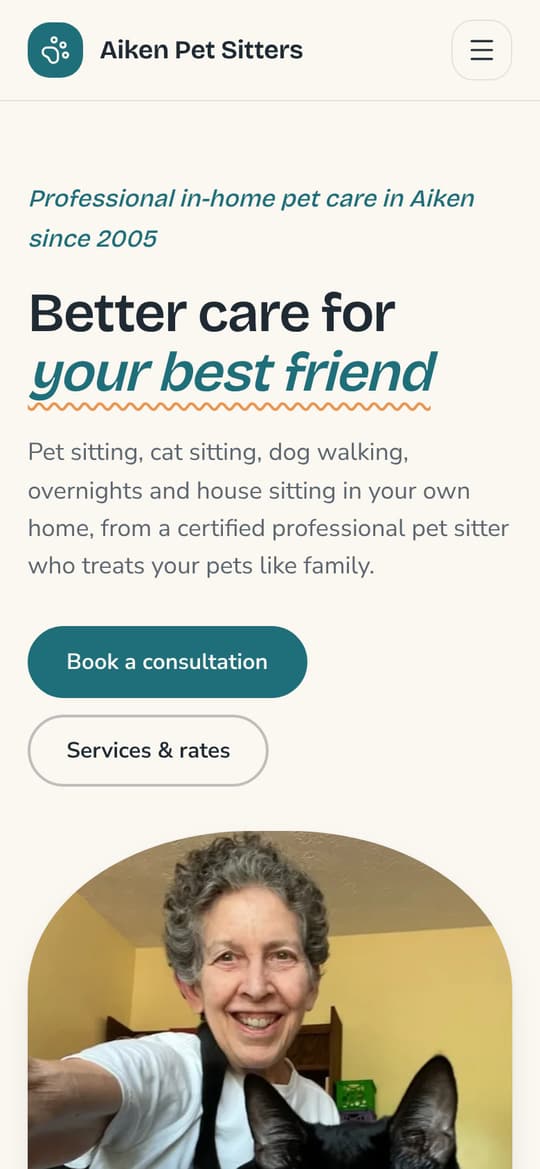 Aiken Pet Sitters
Professional in-home pet care in Aiken
since 2005
Better care for
your best friend
Pet sitting, cat sitting, dog walking,
overnights and house sitting in your own
home, from a certified professional pet sitter
who treats your pets like family.
Book a consultation
Services & rates